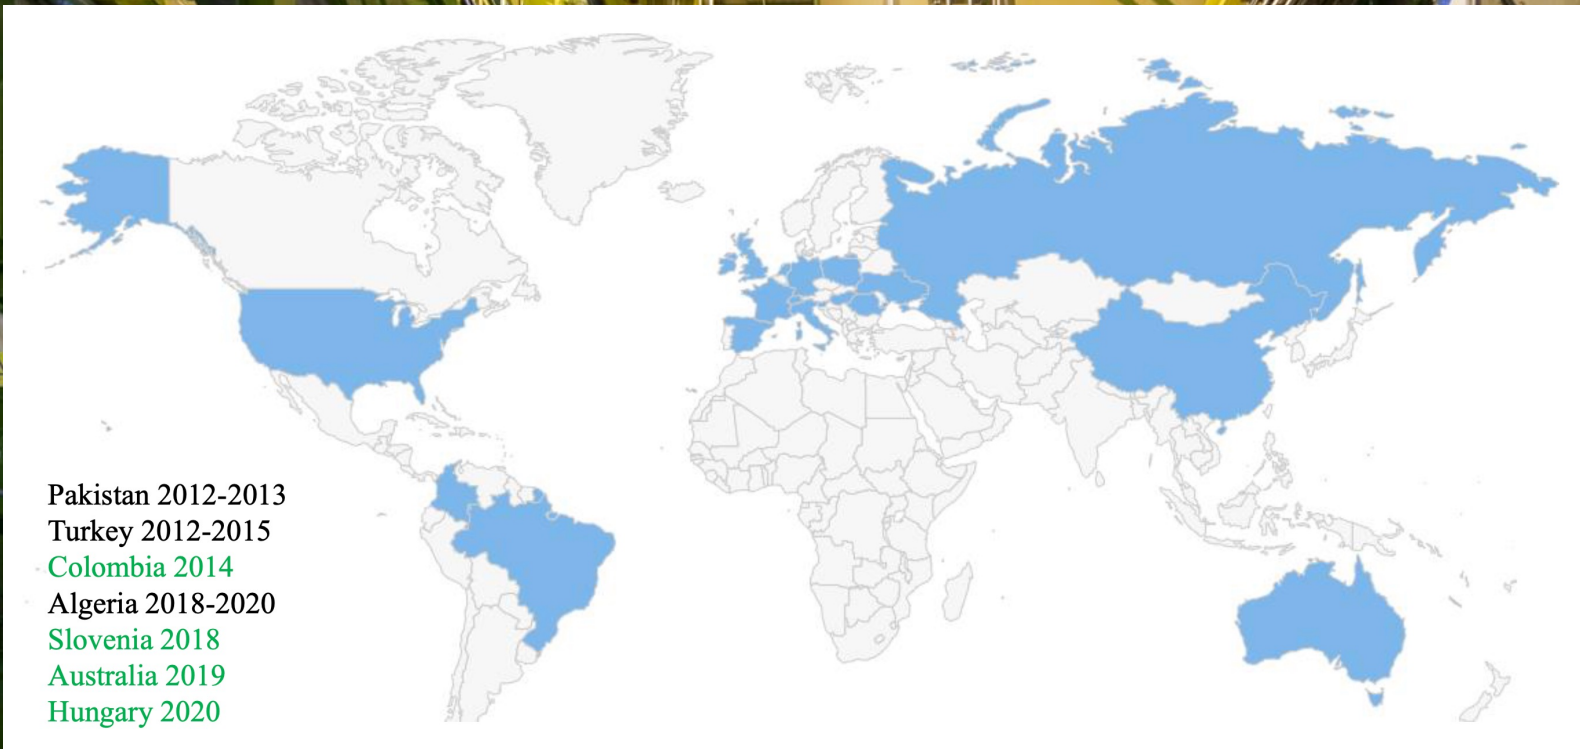 Pakistan 2012-2013
Turkey 2012-2015
Colombia 2014
Algeria 2018-2020
Slovenia 2018
Australia 2019
Hungary 2020